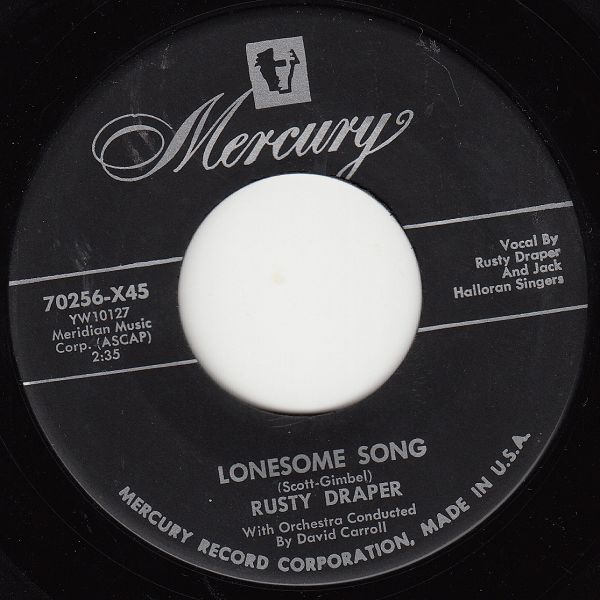 Mercury
70256-X45
YW10127
Meridian Music
Corp. (ASCAP)
2:35
Vocal By
Rusty Draper
And Jack
Halloran Singers
LONESOME SONG
(Scott-Gimbel)
RUSTY DRAPER
With Orchestra Conducted
By David Carroll
MERCURY RECORD CORPORATION, MADE IN U.S.A.